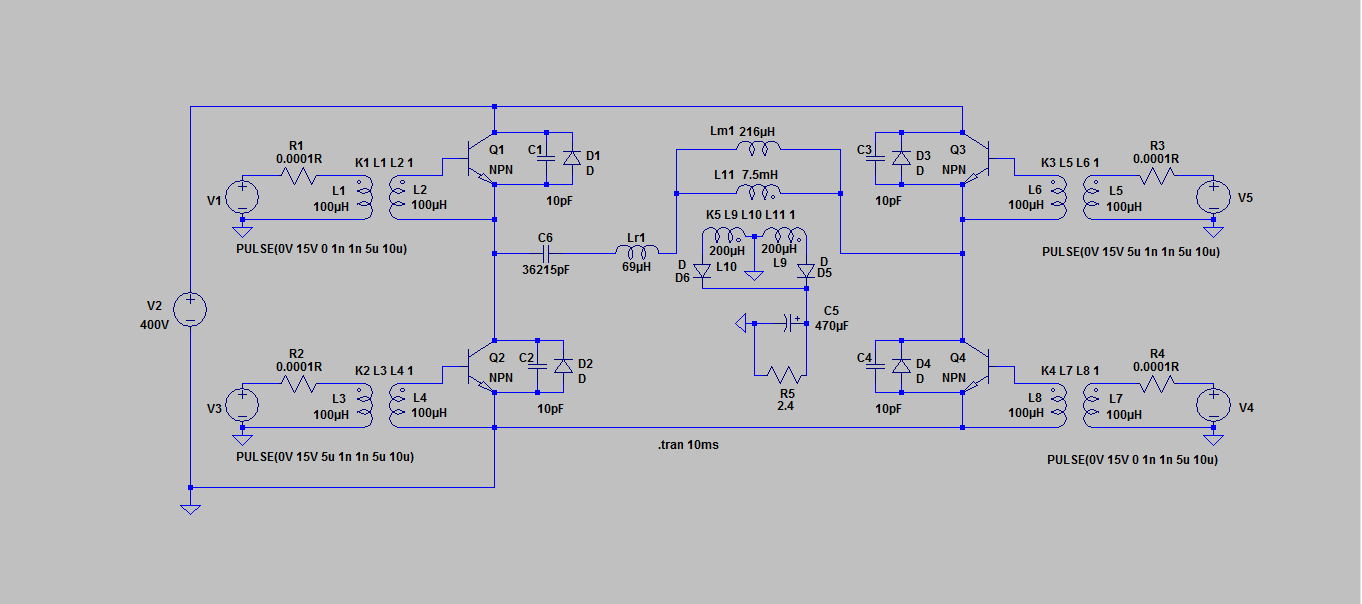 R1
0.0001R
K1 L1 L2 1
V1
L1
100µH
L2
100µH
PULSE(0V 15V 0 1n 1n 5u 10u)
Q1
NPN
C1
10pF
D1
D
Lm1 216µH
L11 7.5mH
K5 L9 L10 L11 1
200µH
L10
200µH
L9
D
D6
D
D5
C6
36215pF
Lr1
69µH
C5
+
470µF
R5
2.4
C3
10pF
D3
D
Q3
NPN
K3 L5 L6 1
R3
0.0001R
L6
100µH
L5
100µH
V5
PULSE(0V 15V 5u 1n 1n 5u 10u)
V2
400V
R2
0.0001R
K2 L3 L4 1
V3
L3
100µH
L4
100µH
PULSE(0V 15V 5u 1n 1n 5u 10u)
Q2
NPN
C2
10pF
D2
D
.tran 10ms
C4
10pF
D4
D
Q4
NPN
K4 L7 L8 1
R4
0.0001R
L8
100µH
L7
100µH
V4
PULSE(0V 15V 0 1n 1n 5u 10u)